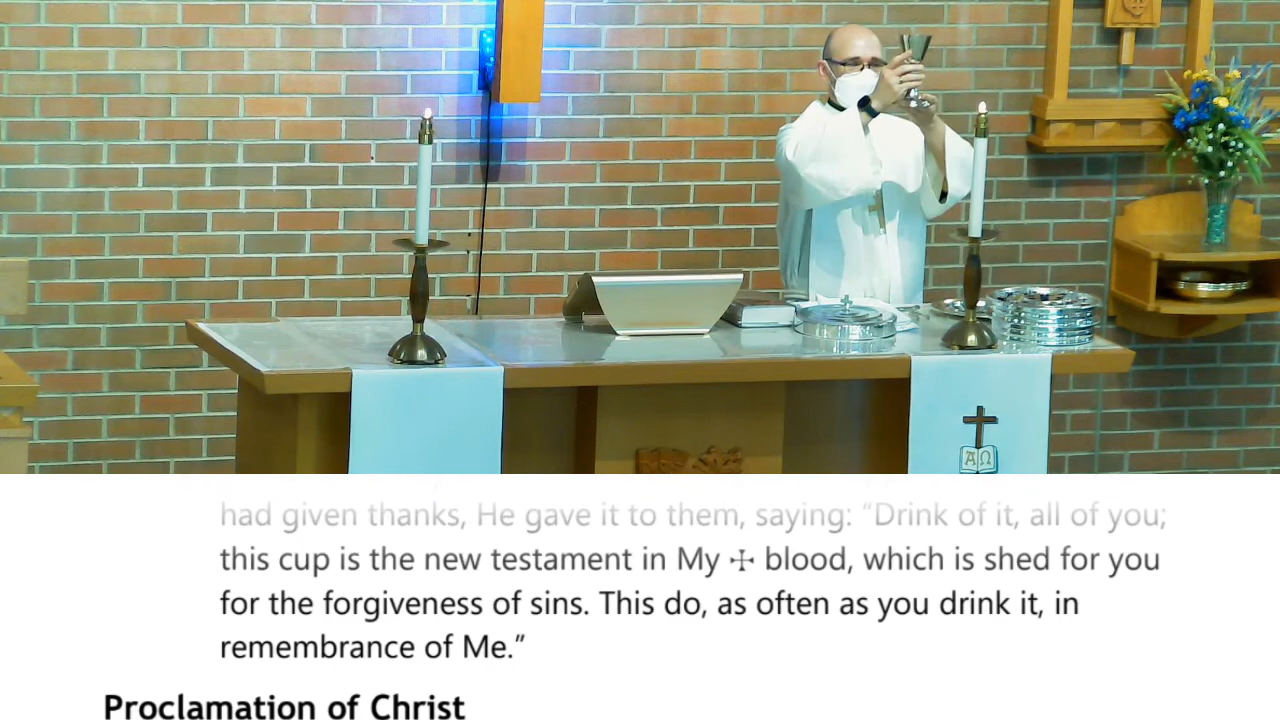 ΑΩ
had given thanks, He gave it to them, saying: “Drink of it, all of you;
this cup is the new testament in My ☩ blood, which is shed for you
for the forgiveness of sins. This do, as often as you drink it, in
remembrance of Me.”
Proclamation of Christ